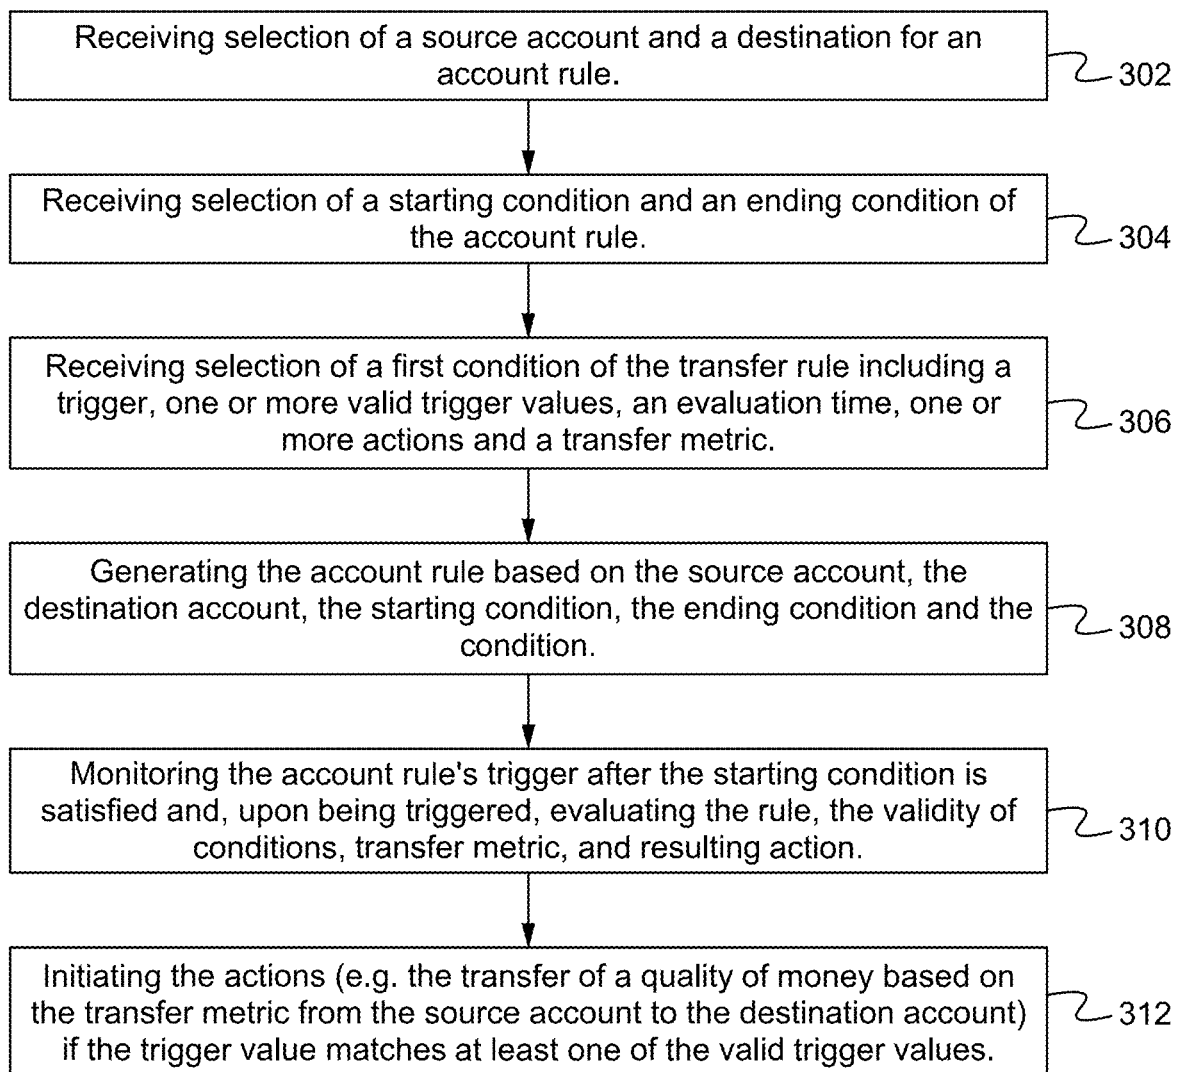 Receiving selection of a source account and a destination for an
account rule.
302
Receiving selection of a starting condition and an ending condition of
the account rule.
304
Receiving selection of a first condition of the transfer rule including a
trigger, one or more valid trigger values, an evaluation time, one or
more actions and a transfer metric.
306
Generating the account rule based on the source account, the
destination account, the starting condition, the ending condition and the
condition.
308
Monitoring the account rule's trigger after the starting condition is
satisfied and, upon being triggered, evaluating the rule, the validity of
conditions, transfer metric, and resulting action.
310
Initiating the actions (e.g. the transfer of a quality of money based on
the transfer metric from the source account to the destination account)
if the trigger value matches at least one of the valid trigger values.
312